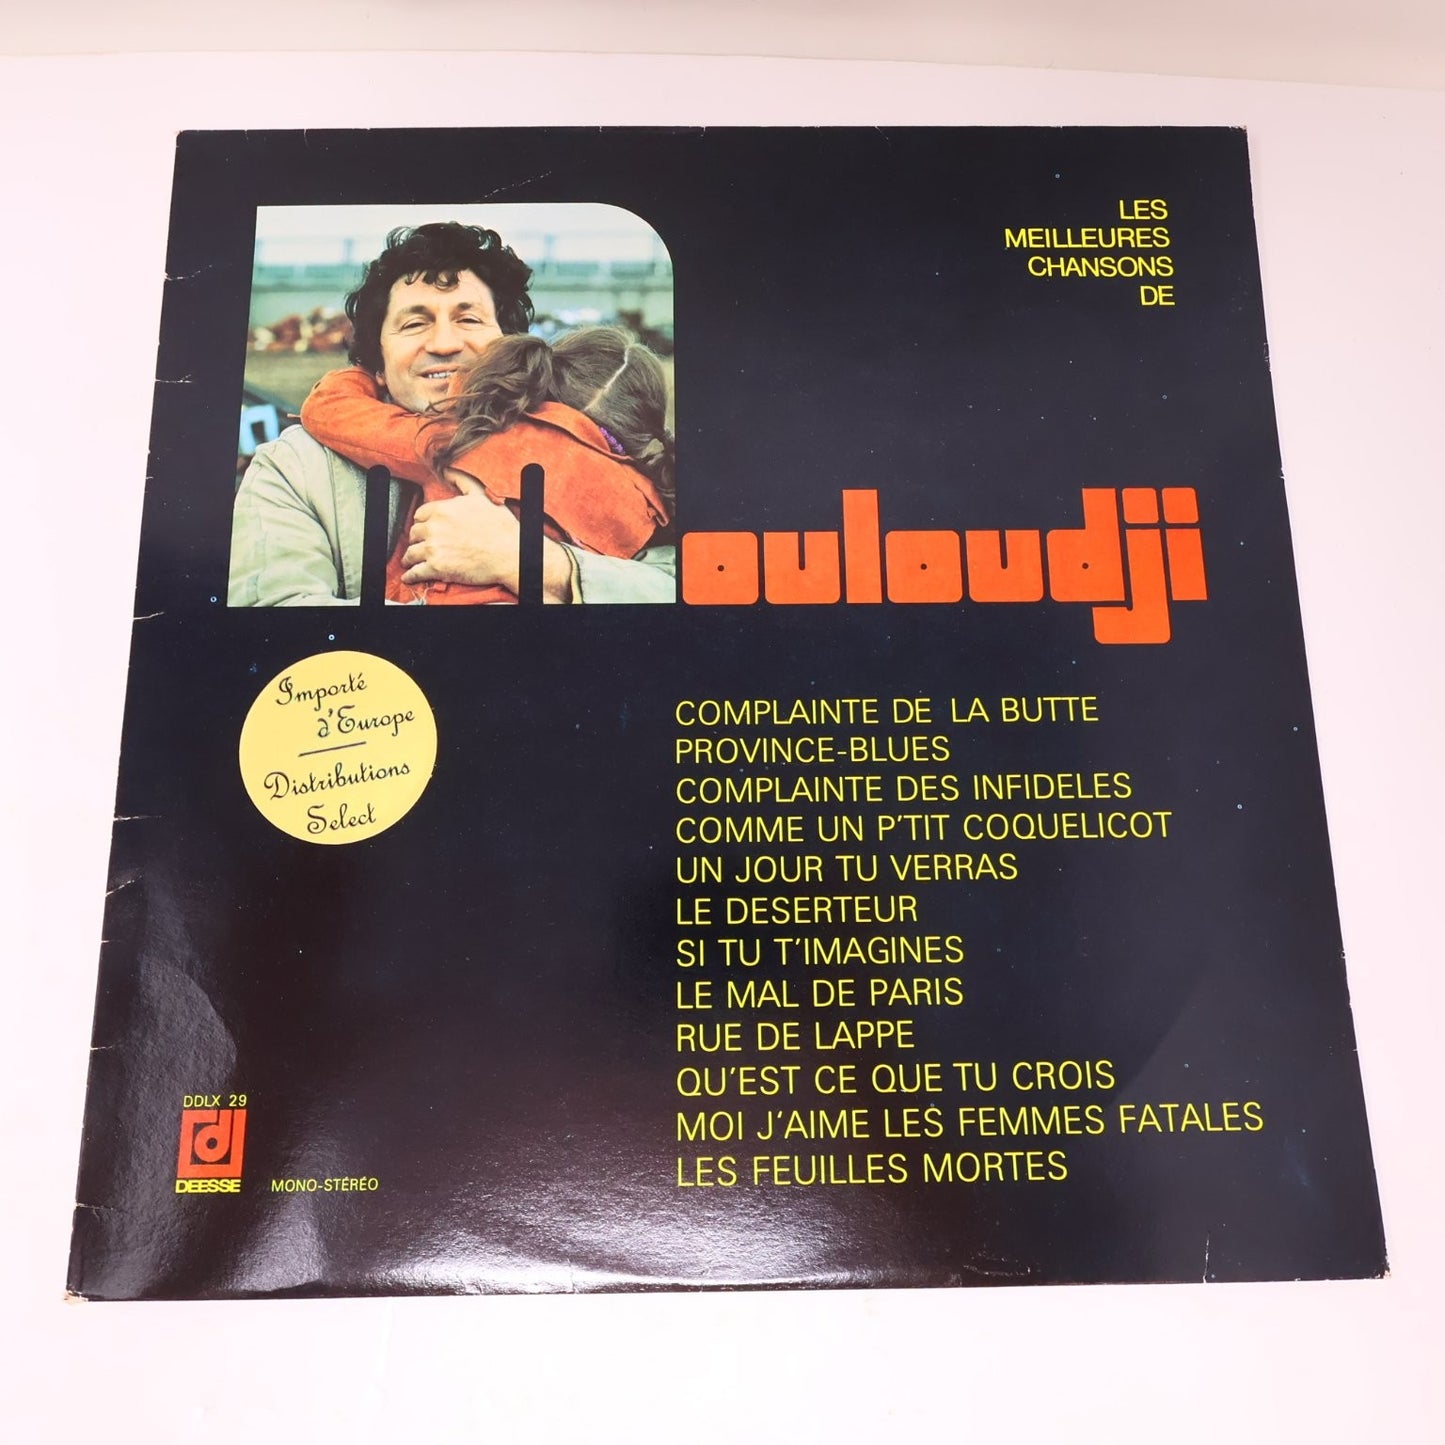 LES
MEILLEURES
CHANSONS
DE
Mouloudji
Importé
d'Europe
Distributions
Select
COMPLAINTE DE LA BUTTE
PROVINCE-BLUES
COMPLAINTE DES INFIDELES
COMME UN P'TIT COQUELICOT
UN JOUR TU VERRAS
LE DESERTEUR
SI TU T'IMAGINES
LE MAL DE PARIS
RUE DE LAPPE
QU'EST CE QUE TU CROIS
MOI J'AIME LES FEMMES FATALES
LES FEUILLES MORTES
DDLX 29
d
DEESSE
MONO-STÉRÉO